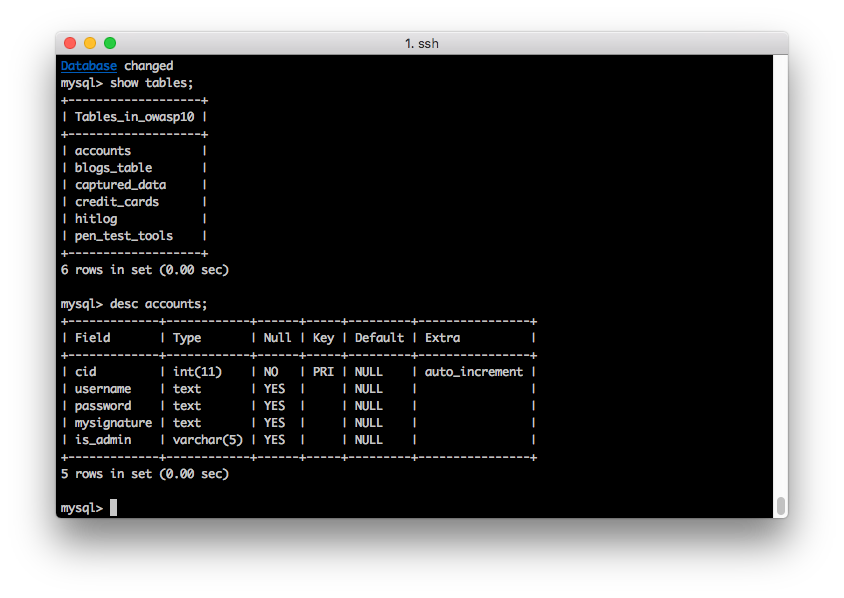 1. ssh
Database changed
mysql> show tables;
+-------------------+
| Tables_in_owasp10 |
+-------------------+
| accounts          |
| blogs_table       |
| captured_data     |
| credit_cards      |
| hitlog            |
| pen_test_tools    |
+-------------------+
6 rows in set (0.00 sec)
mysql> desc accounts;
+-------------+------------+------+-----+---------+----------------+
| Field       | Type       | Null | Key | Default | Extra          |
+-------------+------------+------+-----+---------+----------------+
| cid         | int(11)    | NO   | PRI | NULL    | auto_increment |
| username    | text       | YES  |     | NULL    |                |
| password    | text       | YES  |     | NULL    |                |
| mysignature | text       | YES  |     | NULL    |                |
| is_admin    | varchar(5) | YES  |     | NULL    |                |
+-------------+------------+------+-----+---------+----------------+
5 rows in set (0.00 sec)
mysql>